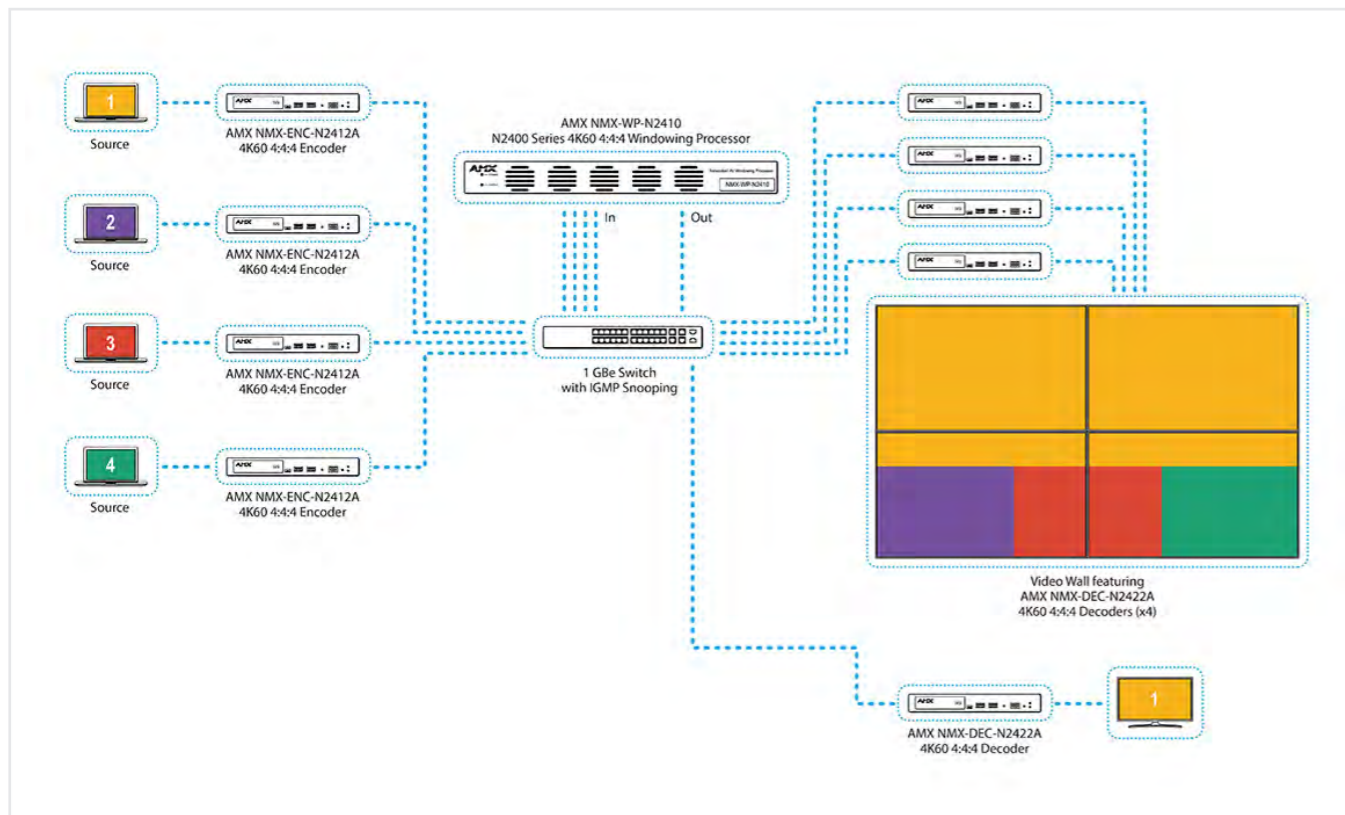 1
Source
AMX NMX-ENC-N2412A
4K60 4:4:4 Encoder
2
Source
AMX NMX-ENC-N2412A
4K60 4:4:4 Encoder
3
Source
AMX NMX-ENC-N2412A
4K60 4:4:4 Encoder
4
Source
AMX NMX-ENC-N2412A
4K60 4:4:4 Encoder
AMX NMX-WP-N2410
N2400 Series 4K60 4:4:4 Windowing Processor
AMX
NMX-WP-N2410
In
Out
1 GBe Switch
with IGMP Snooping
Video Wall featuring
AMX NMX-DEC-N2422A
4K60 4:4:4 Decoders (x4)
AMX NMX-DEC-N2422A
4K60 4:4:4 Decoder
1